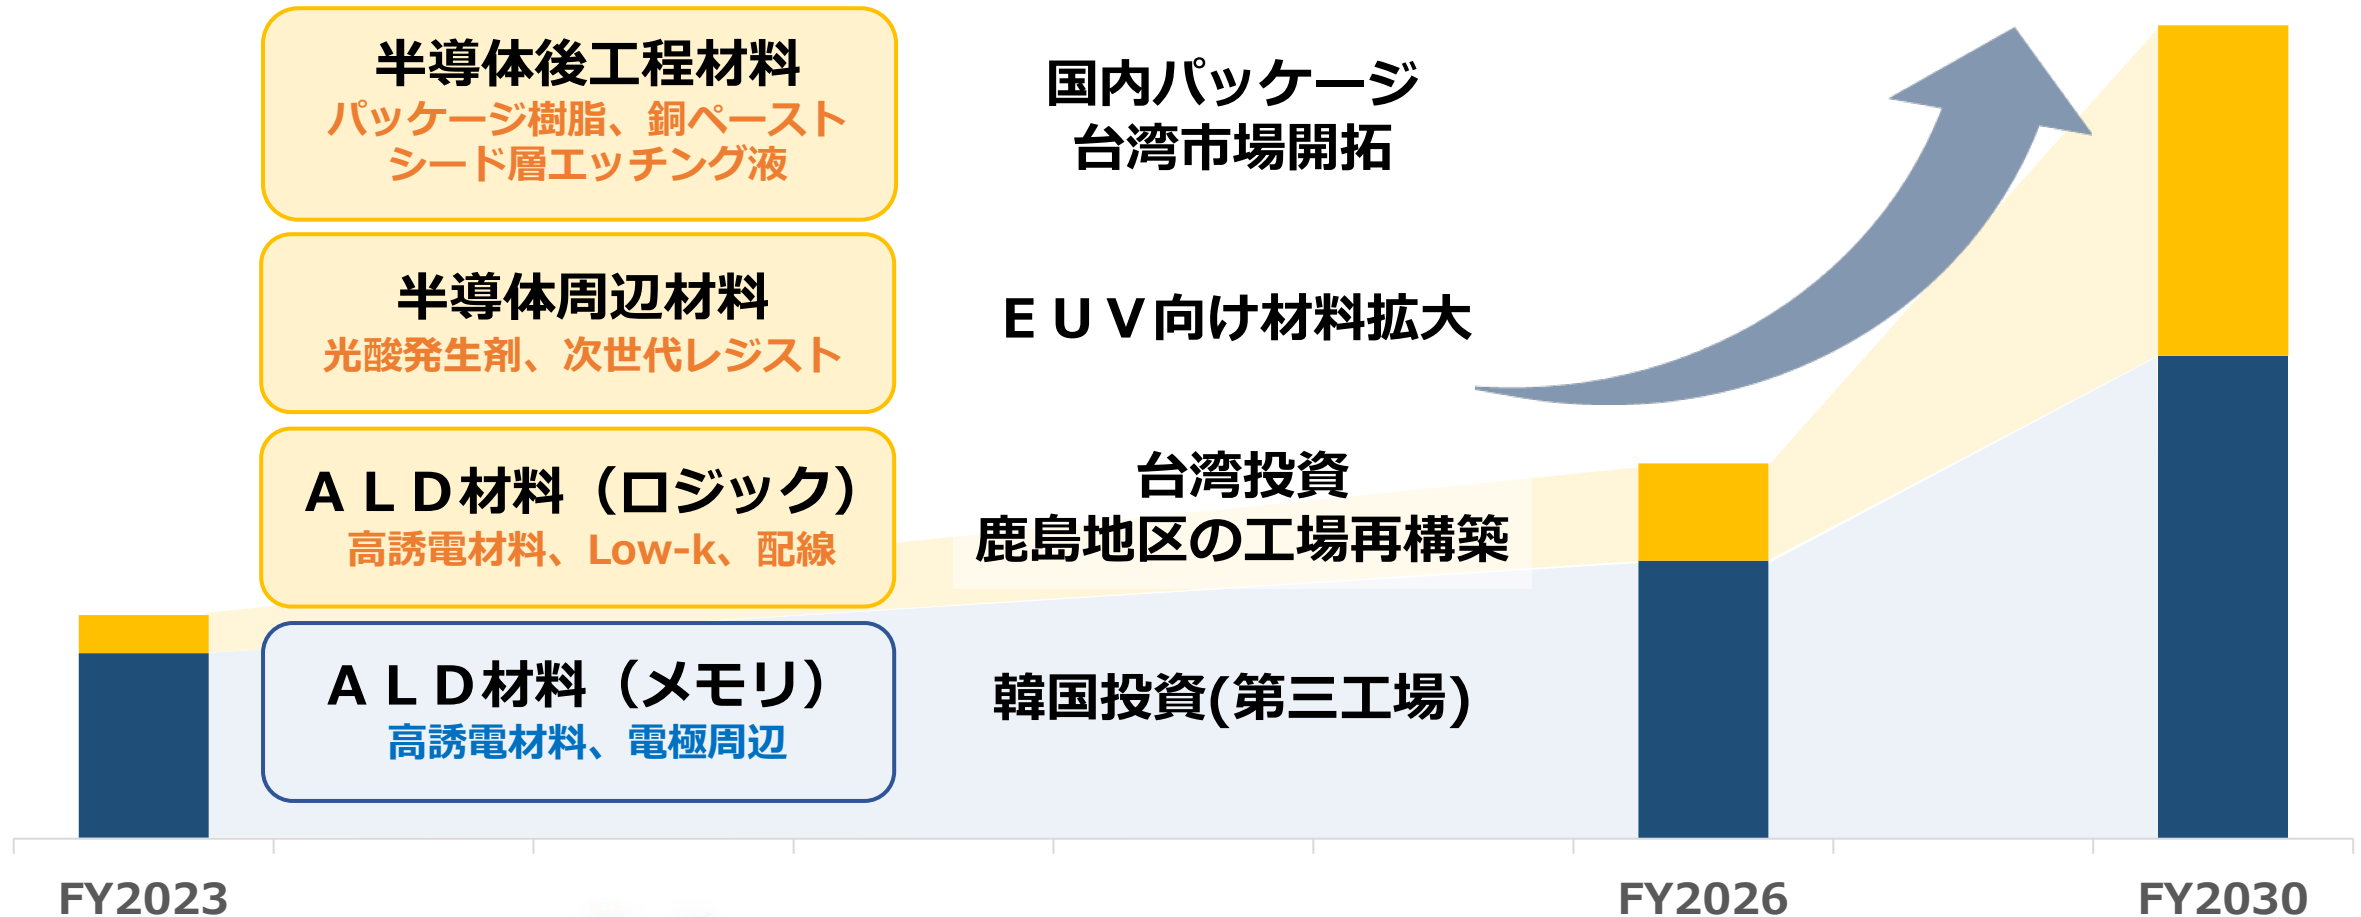 半導体後工程材料
パッケージ樹脂、銅ペースト
シード層エッチング液
国内パッケージ
台湾市場開拓
半導体周辺材料
光酸発生剤、次世代レジスト
ＥＵＶ向け材料拡大
ＡＬＤ材料（ロジック）
高誘電材料、Low-k、配線
台湾投資
鹿島地区の工場再構築
ＡＬＤ材料（メモリ）
高誘電材料、電極周辺
韓国投資(第三工場)
FY2023
FY2026
FY2030